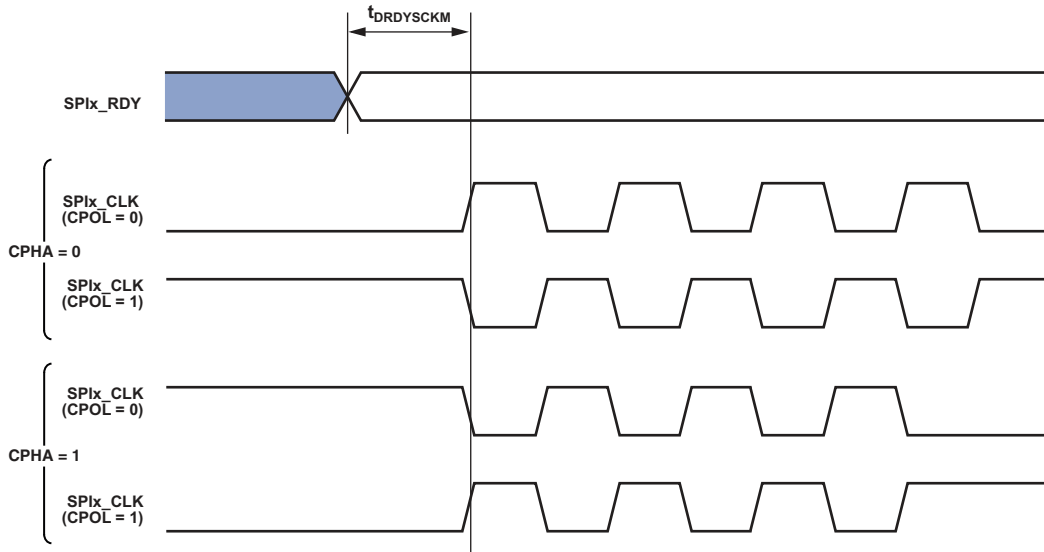 tDRDYSCKM
SPIx_RDY
SPIx_CLK
(CPOL = 0)
CPHA = 0
SPIx_CLK
(CPOL = 1)
SPIx_CLK
(CPOL = 0)
CPHA = 1
SPIx_CLK
(CPOL = 1)